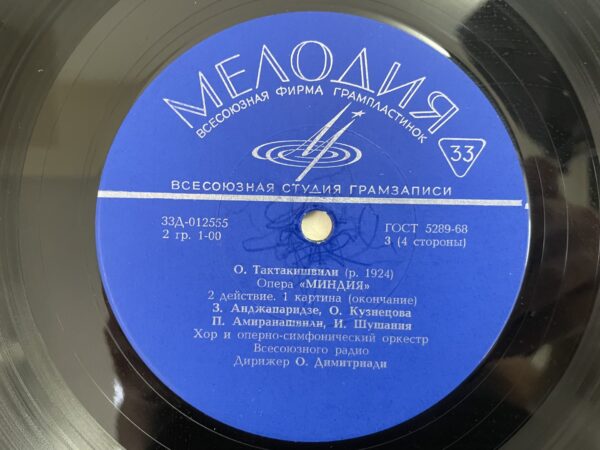 МЕЛОДИЯ
ВСЕСОЮЗНАЯ ФИРМА ГРАМПЛАСТИНОК
33
ВСЕСОЮЗНАЯ СТУДИЯ ГРАМЗАПИСИ
33Д-012555 ГОСТ 5289-68
2 гр. 1-00 3 (4 стороны)
О. Тактакишвили (р. 1924)
Опера «МИНДИЯ»
2 действие. 1 картина (окончание)
З. Анджапаридзе, О. Кузнецова
П. Амиранашвили, И. Шушания
Хор и оперно-симфонический оркестр
Всесоюзного радио
Дирижер О. Димитриади